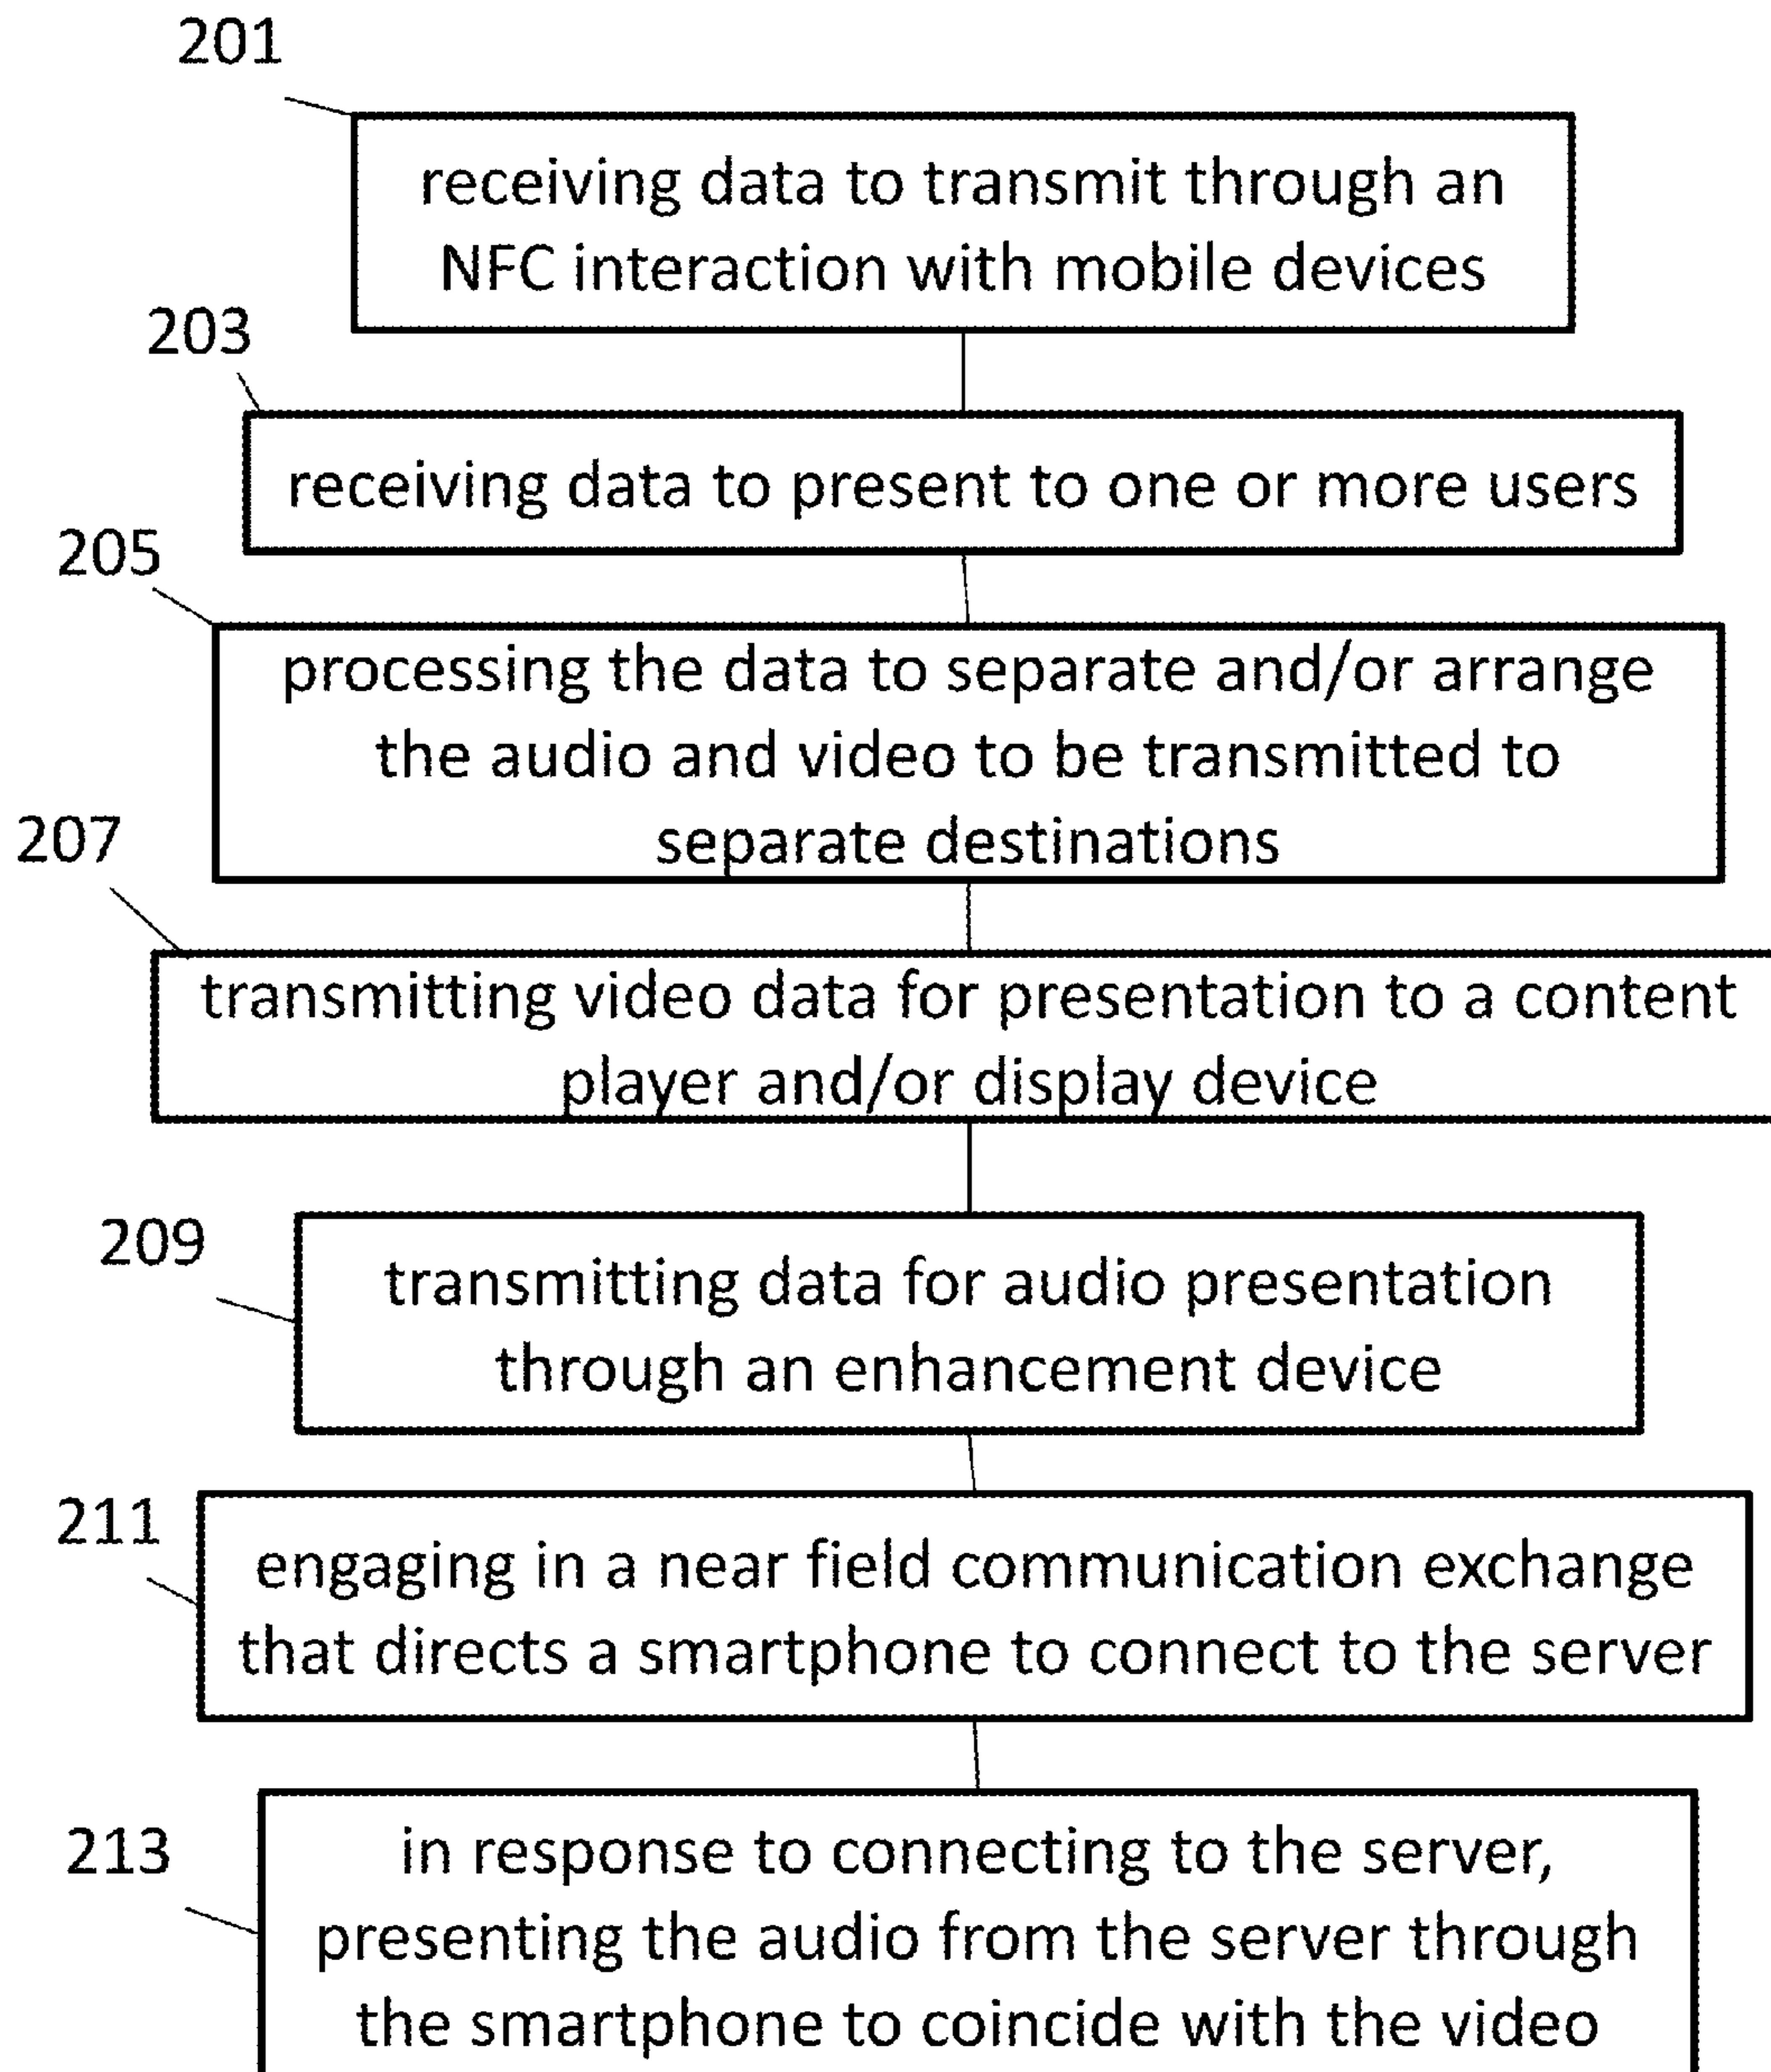 201
receiving data to transmit through an
NFC interaction with mobile devices
203
receiving data to present to one or more users
205
processing the data to separate and/or arrange
the audio and video to be transmitted to
separate destinations
207
transmitting video data for presentation to a content
player and/or display device
209
transmitting data for audio presentation
through an enhancement device
211
engaging in a near field communication exchange
that directs a smartphone to connect to the server
213
in response to connecting to the server,
presenting the audio from the server through
the smartphone to coincide with the video